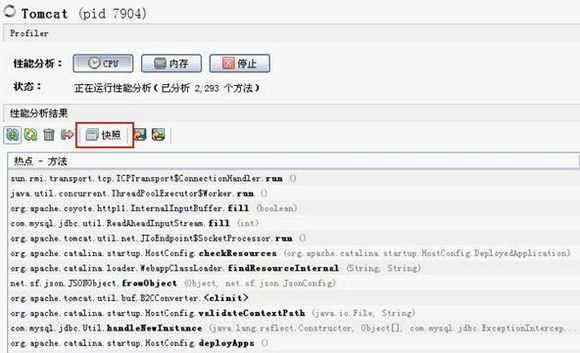 Tomcat (pid 7904)
Profiler
性能分析： CPU 内存 停止
状态： 正在运行性能分析(已分析 2,293 个方法)
性能分析结果
快照
热点 - 方法
sun.rmi.transport.tcp.TCPTransport$ConnectionHandler.run ()
java.util.concurrent.ThreadPoolExecutor$Worker.run ()
org.apache.coyote.http11.InternalInputBuffer.fill (boolean)
com.mysql.jdbc.util.ReadAheadInputStream.fill (int)
org.apache.tomcat.util.net.JIoEndpoint$SocketProcessor.run ()
org.apache.catalina.startup.HostConfig.checkResources (org.apache.catalina.startup.HostConfig.DeployedApplication)
org.apache.catalina.loader.WebappClassLoader.findResourceInternal (String, String)
net.sf.json.JSONObject.fromObject (Object, net.sf.json.JsonConfig)
org.apache.tomcat.util.buf.B2CConverter.<clinit>
org.apache.catalina.startup.HostConfig.validateContextPath (java.io.File, String)
com.mysql.jdbc.Util.handleNewInstance (java.lang.reflect.Constructor, Object[], com.mysql.jdbc.ExceptionIntercep...
org.apache.catalina.startup.HostConfig.deployApps ()